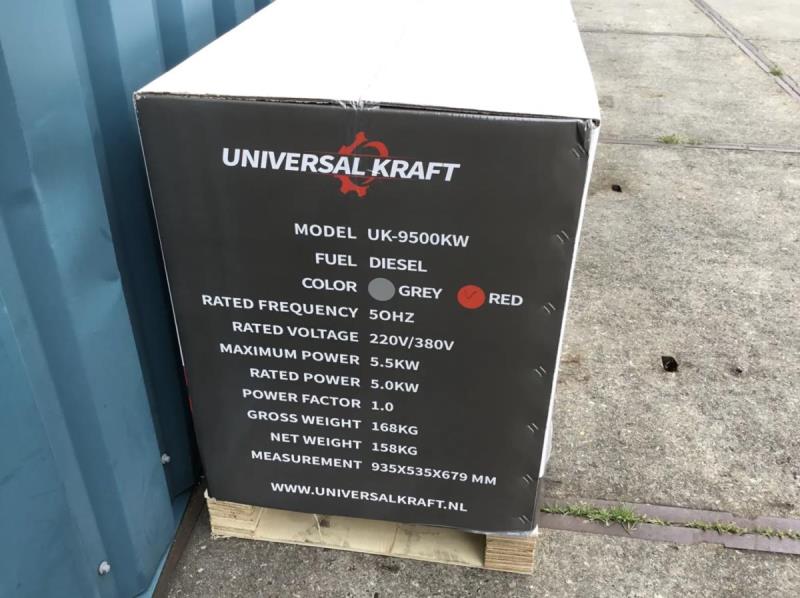 UNIVERSAL KRAFT
MODEL UK-9500KW
FUEL DIESEL
COLOR GREY RED
RATED FREQUENCY 50HZ
RATED VOLTAGE 220V/380V
MAXIMUM POWER 5.5KW
RATED POWER 5.0KW
POWER FACTOR 1.0
GROSS WEIGHT 168KG
NET WEIGHT 158KG
MEASUREMENT 935X535X679 MM
WWW.UNIVERSALKRAFT.NL